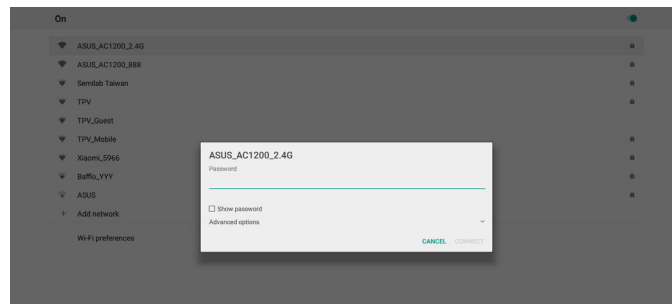 On
ASUS_AC1200_2.4G
ASUS_AC1200_888
Semilab Taiwan
TPV
TPV_Guest
TPV_Mobile
Xiaomi_5966
Baffio_YYY
ASUS
+ Add network
Wi-Fi preferences
ASUS_AC1200_2.4G
Password
Show password
Advanced options
CANCEL CONNECT